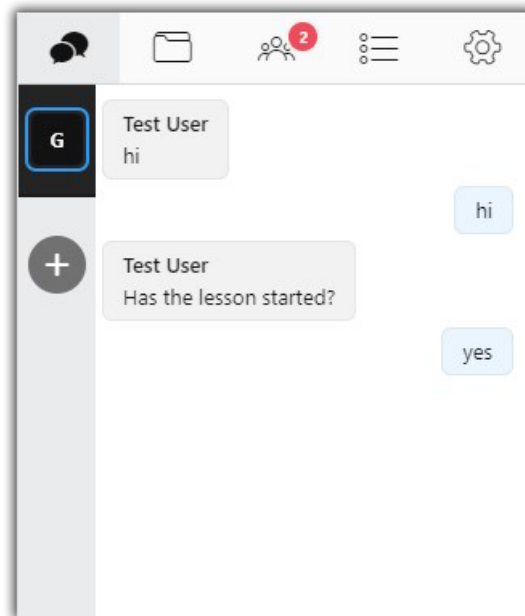 2
G
Test User
hi
hi
+
Test User
Has the lesson started?
yes